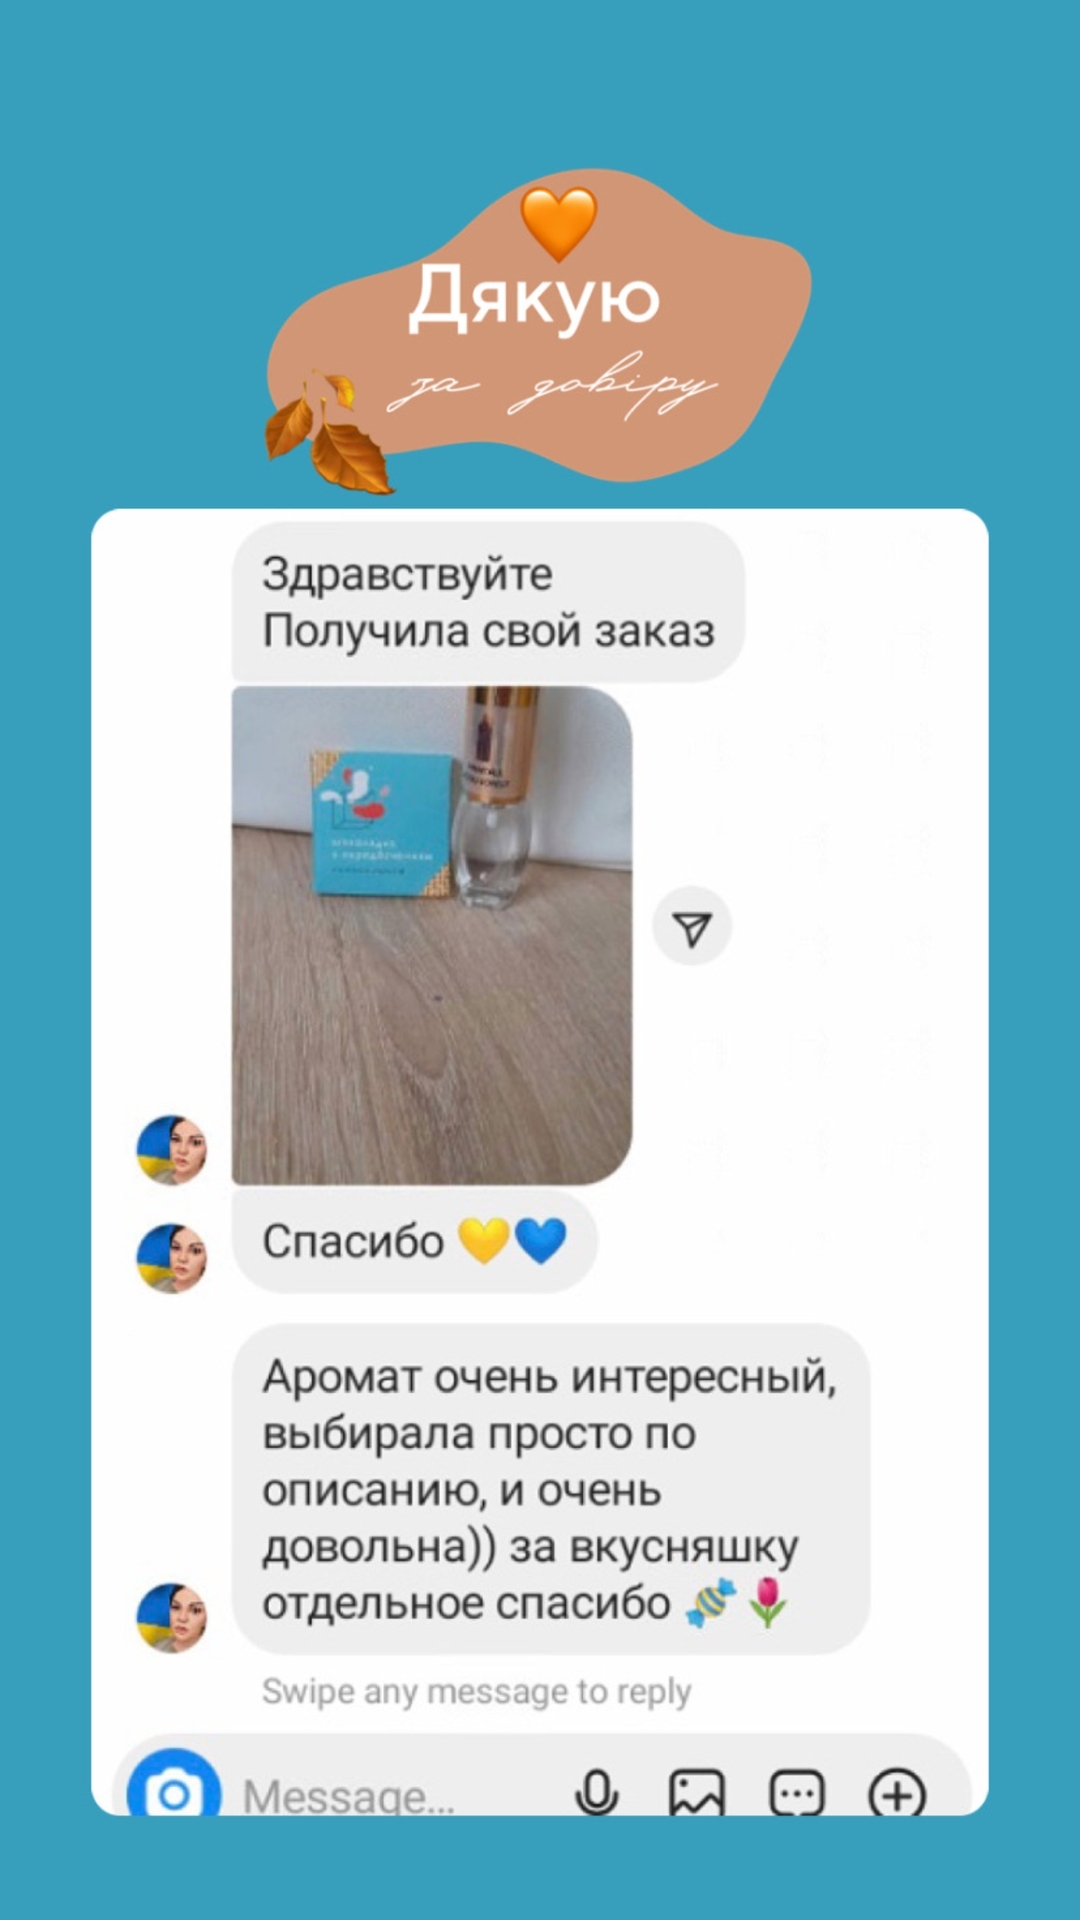 🧡
Дякую
за довіру
Здравствуйте
Получила свой заказ
Спасибо 💛💙
Аромат очень интересный,
выбирала просто по
описанию, и очень
довольна)) за вкусняшку
отдельное спасибо 🍬🌷
Swipe any message to reply
Message...